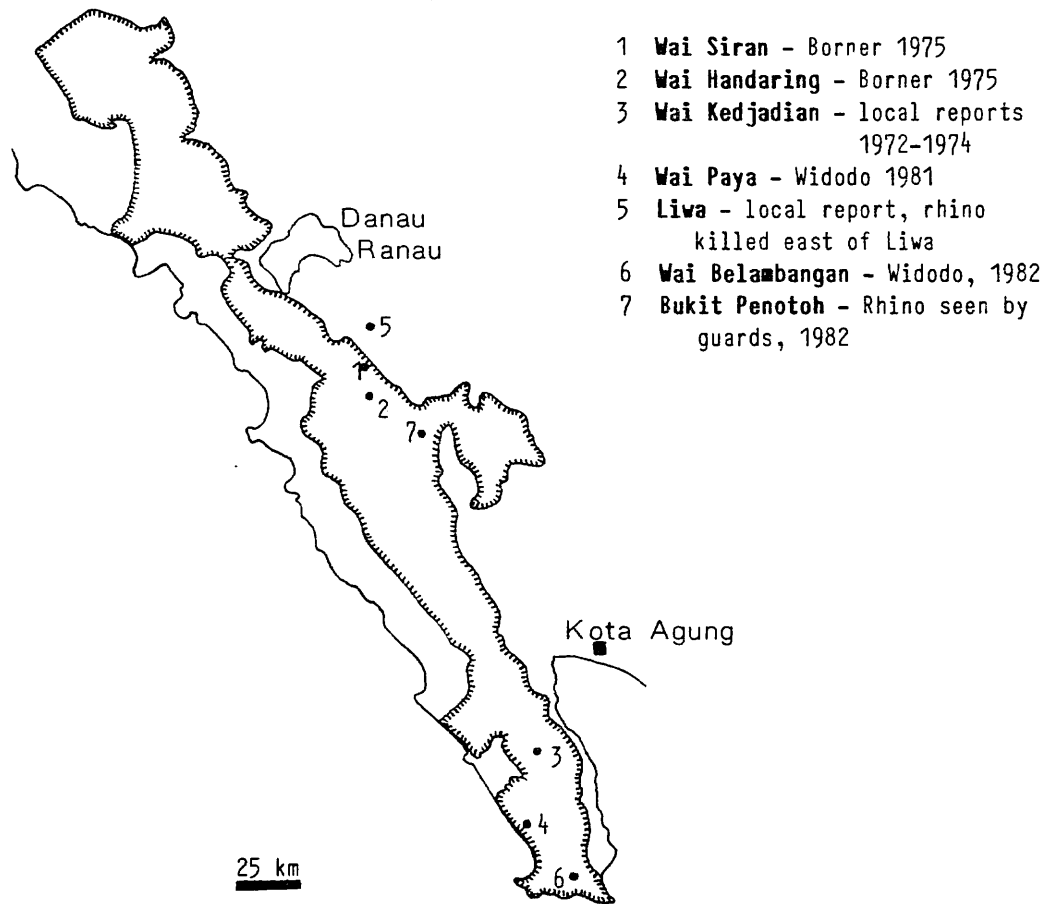 1 Wai Siran - Borner 1975
2 Wai Handaring - Borner 1975
3 Wai Kedjadian - local reports
1972-1974
4 Wai Paya - Widodo 1981
5 Liwa - local report, rhino
killed east of Liwa
6 Wai Belambangan - Widodo, 1982
7 Bukit Penotoh - Rhino seen by
guards, 1982
Danau
Ranau
5
1
2
7
Kota Agung
3
4
6
25 km